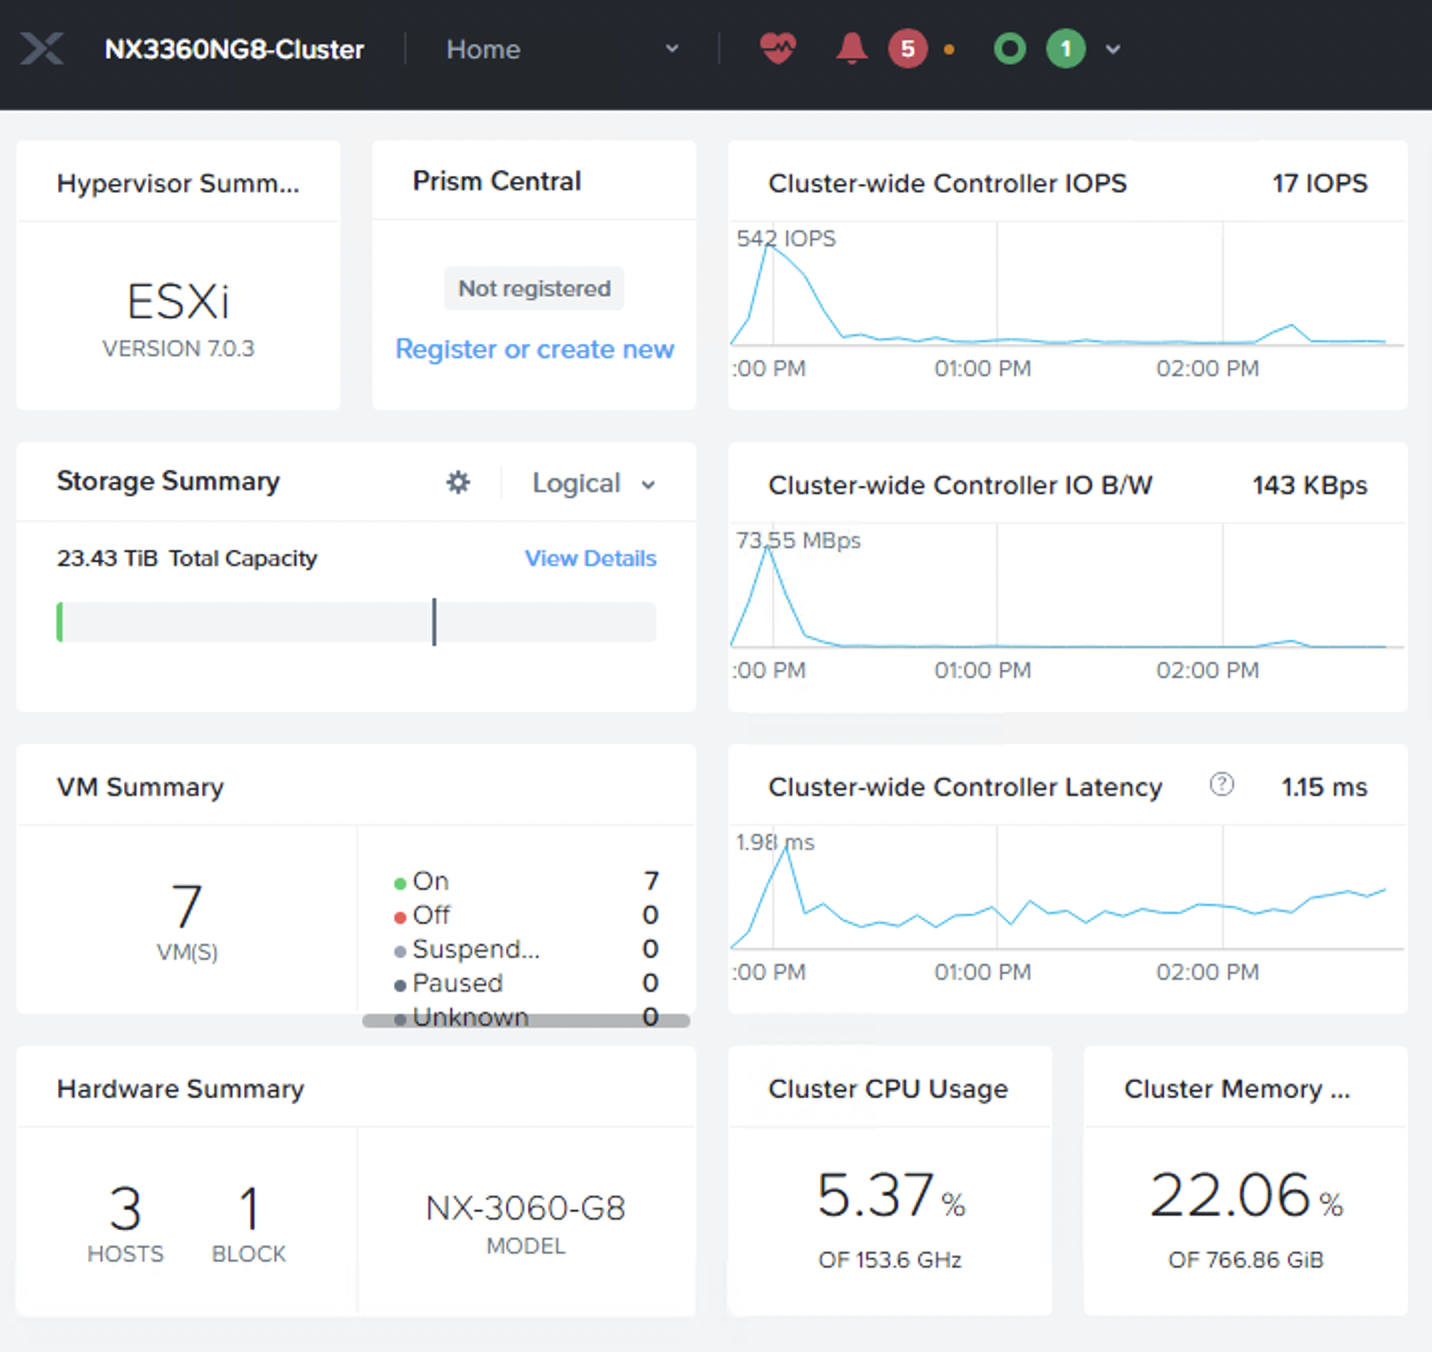 NX3360NG8-Cluster Home 5 1
Hypervisor Summ...
ESXi
VERSION 7.0.3
Prism Central
Not registered
Register or create new
Cluster-wide Controller IOPS 17 IOPS
542 IOPS
:00 PM 01:00 PM 02:00 PM
Storage Summary Logical
23.43 TiB Total Capacity View Details
Cluster-wide Controller IO B/W 143 KBps
73.55 MBps
:00 PM 01:00 PM 02:00 PM
VM Summary
7
VM(S)
On 7
Off 0
Suspend... 0
Paused 0
Unknown 0
Cluster-wide Controller Latency ? 1.15 ms
1.98 ms
:00 PM 01:00 PM 02:00 PM
Hardware Summary
3 1
HOSTS BLOCK
NX-3060-G8
MODEL
Cluster CPU Usage
5.37 %
OF 153.6 GHz
Cluster Memory ...
22.06 %
OF 766.86 GiB